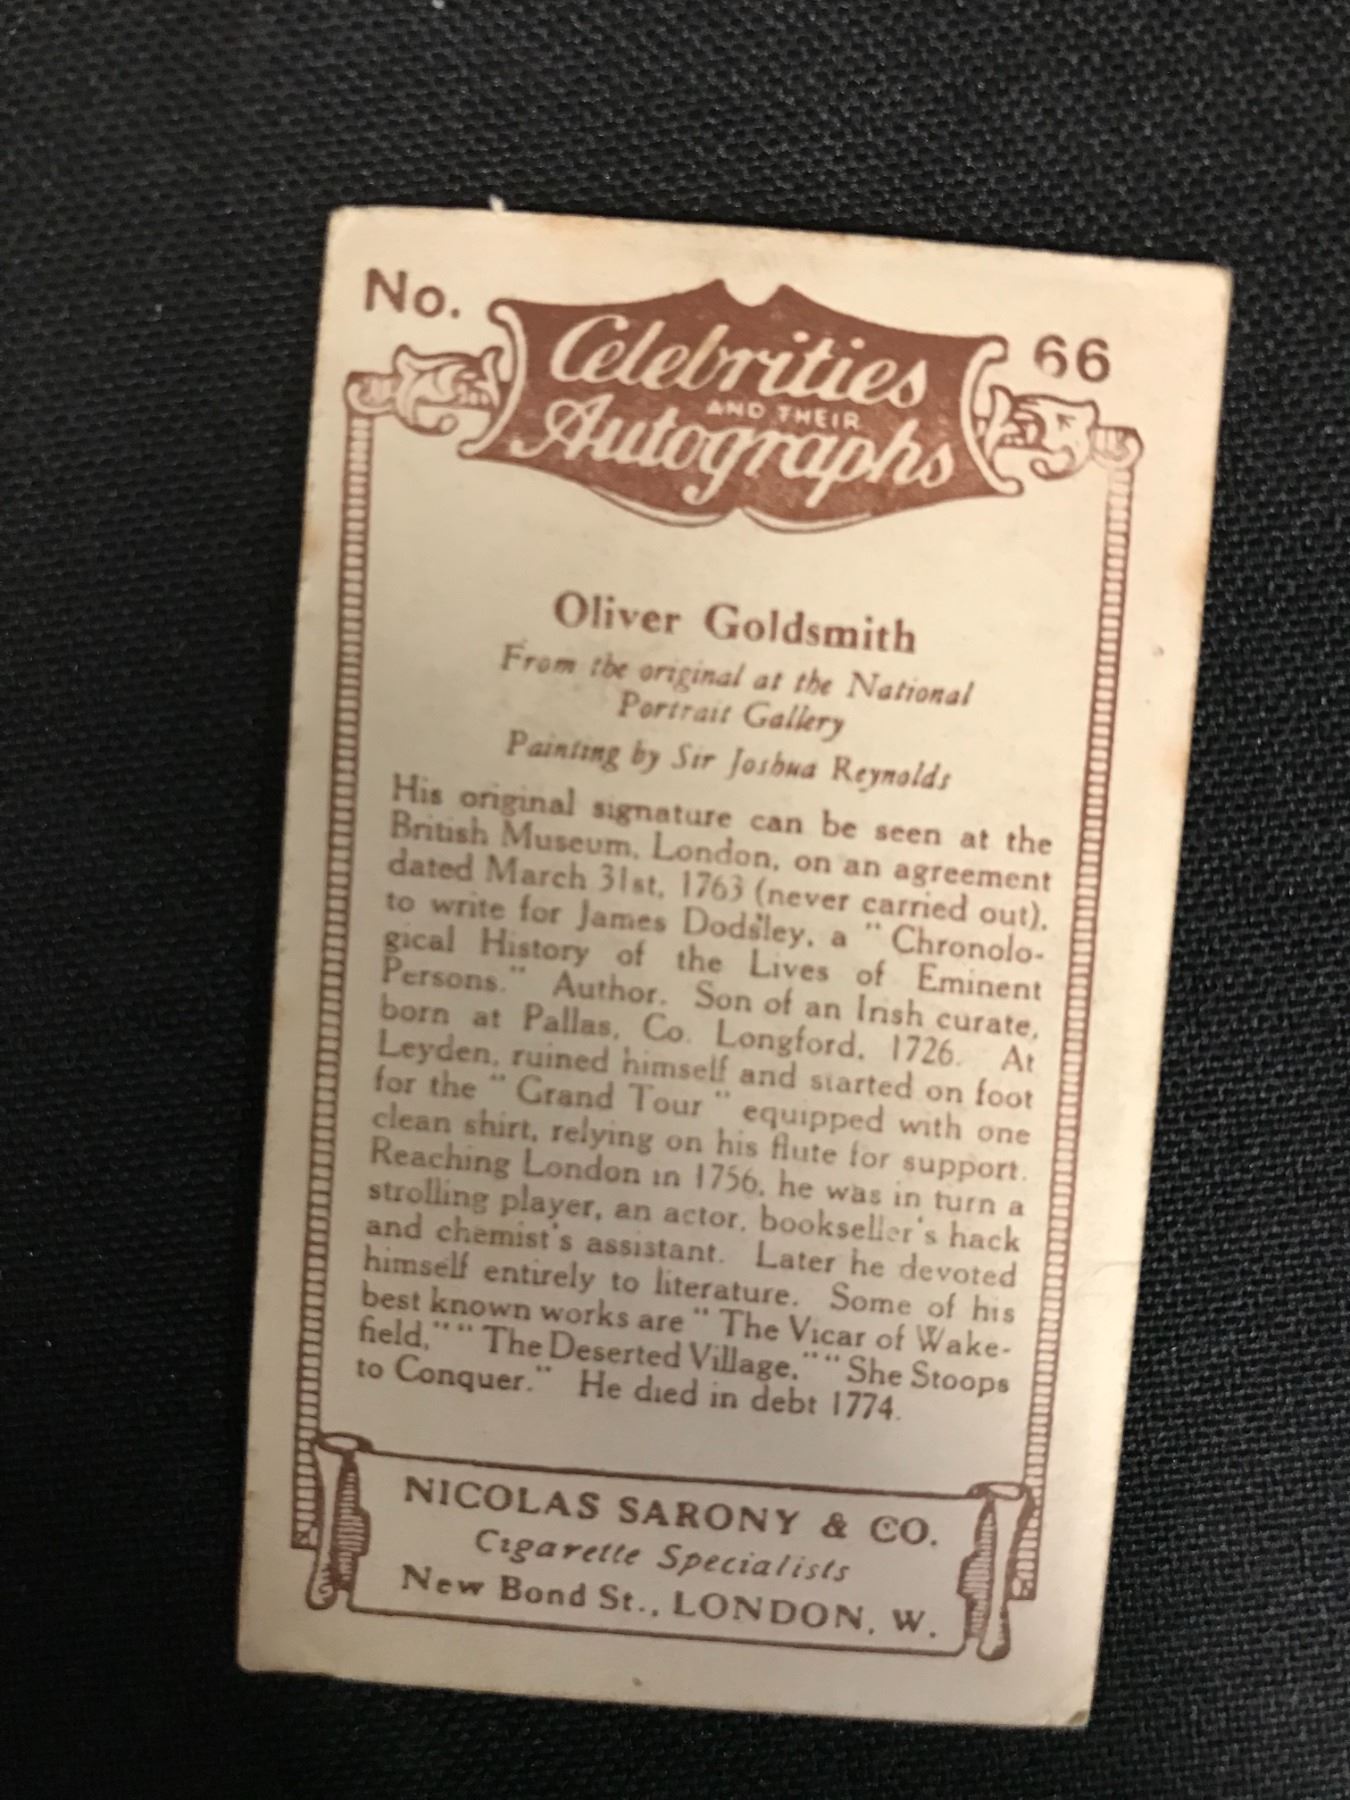 No. 66
Celebrities
AND THEIR
Autographs
Oliver Goldsmith
From the original at the National
Portrait Gallery
Painting by Sir Joshua Reynolds
His original signature can be seen at the
British Museum, London, on an agreement
dated March 31st, 1763 (never carried out),
to write for James Dodsley, a " Chronolo-
gical History of the Lives of Eminent
Persons." Author. Son of an Irish curate,
born at Pallas, Co. Longford, 1726. At
Leyden, ruined himself and started on foot
for the " Grand Tour " equipped with one
clean shirt, relying on his flute for support.
Reaching London in 1756, he was in turn a
strolling player, an actor, bookseller's hack
and chemist's assistant. Later he devoted
himself entirely to literature. Some of his
best known works are " The Vicar of Wake-
field," " The Deserted Village," " She Stoops
to Conquer." He died in debt 1774.
NICOLAS SARONY & CO.
Cigarette Specialists
New Bond St., LONDON, W.